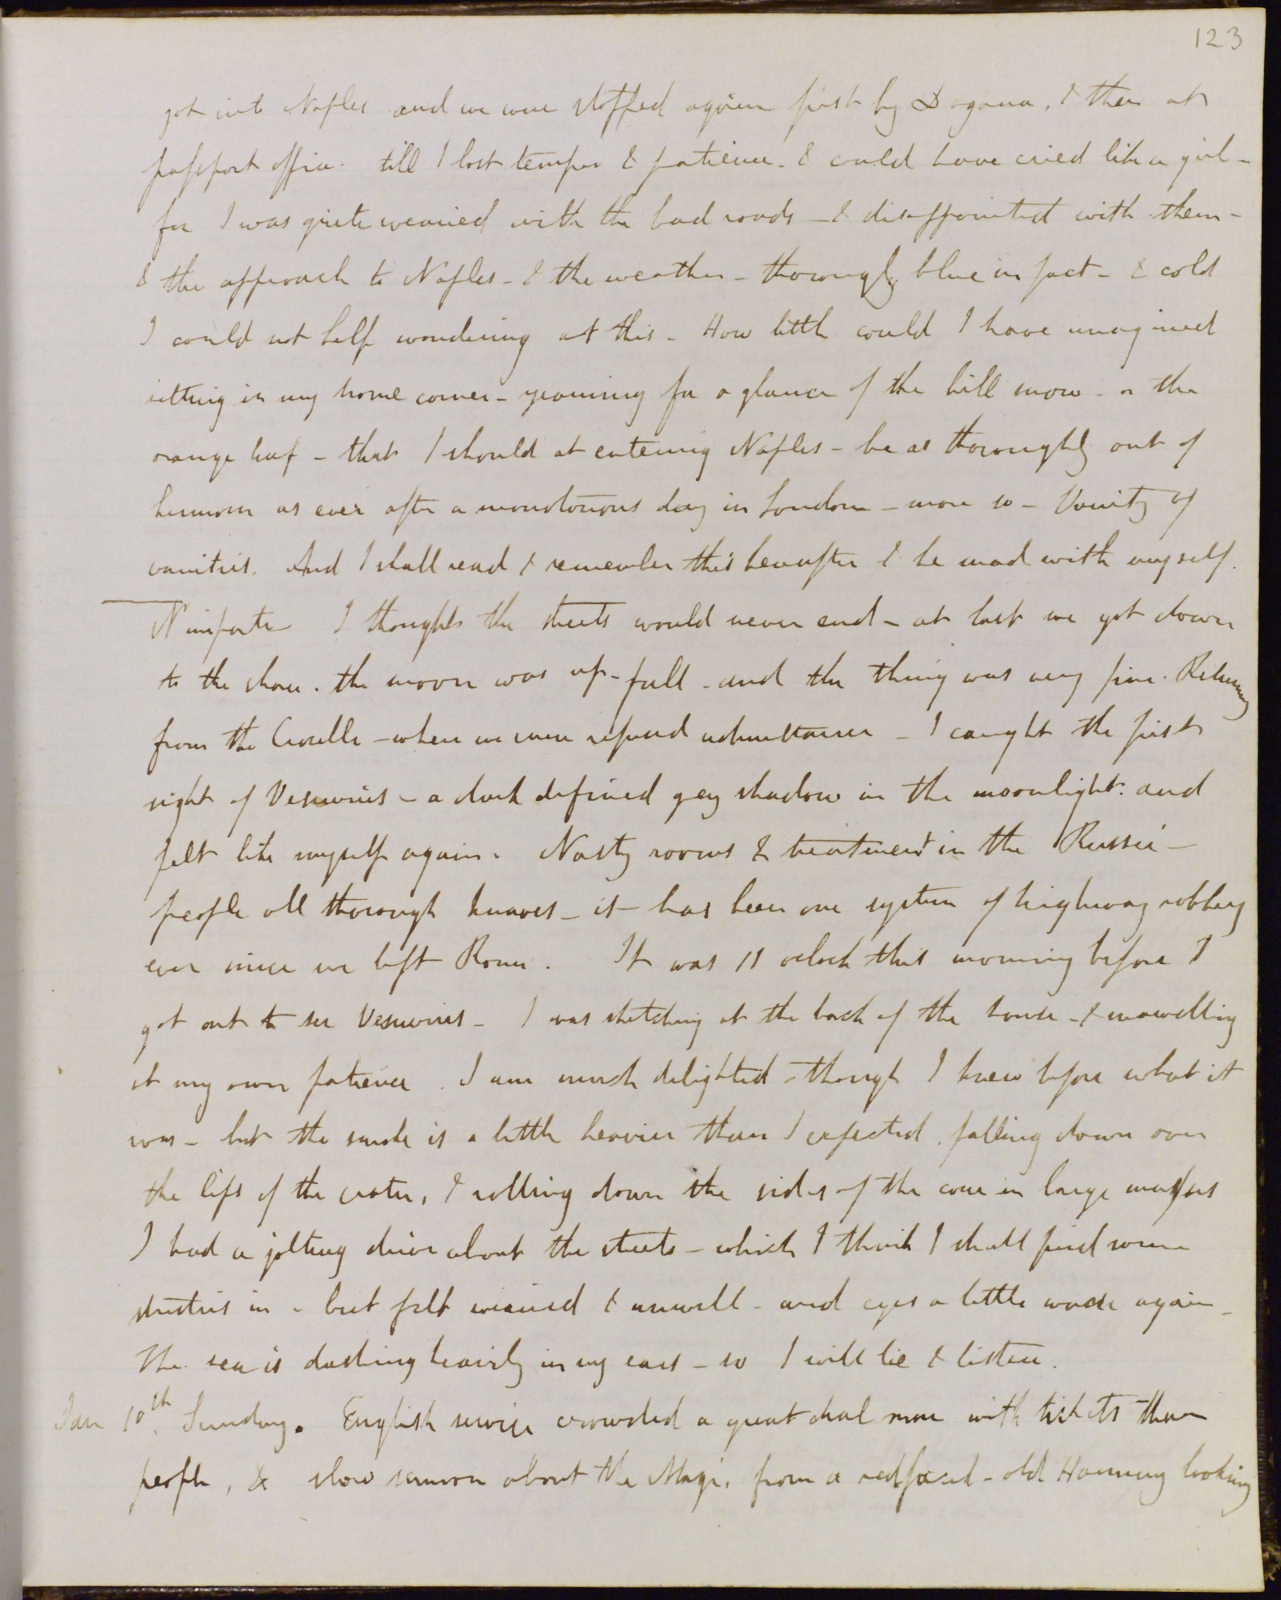 123
got into Naples and we were stopped again first by Dogana, & then at
passport office. till I lost temper & patience. & could have cried like a girl -
for I was quite wearied with the bad roads - & disappointed with them -
& the approach to Naples - & the weather - thoroughly blue in fact - & cold
I could not help wondering at this - How little could I have imagined
sitting in my home corner - yearning for a glance of the hill snow - or the
orange leaf - that I should at entering Naples - be as thoroughly out of
humour as ever after a monotonous day in London - more so - Vanity of
vanities. And I shall read & remember this hereafter & be mad with myself.
N'importe I thought the streets would never end - at last we got down
to the shore. the moon was up - full - and the thing was very fine. Returning
from the Crocelle - where we were refused admittance - I caught the first
sight of Vesuvius - a dark defined grey shadow in the moonlight. and
felt like myself again. Nasty rooms & treatment in the Russie -
people all thorough knaves - it has been one system of highway robbery
ever since we left Rome. It was 11 oclock this morning before I
got out to see Vesuvius - I was sketching at the back of the house - & marvelling
at my own patience. I am much delighted - though I knew before what it
was - but the smoke is a little heavier than I expected. falling down over
the lips of the crater, & rolling down the sides of the cone in large masses
I had a jolting drive about the streets - which I think I shall find some
studies in - but felt wearied & unwell - and eyes a little weak again -
the sea is dashing heavily in my ears - so I will lie & listen.
Jan 10th. Sunday. English service crowded a great deal more with tickets than
people, & slow sermon about the Magi, from a redfaced - old looking